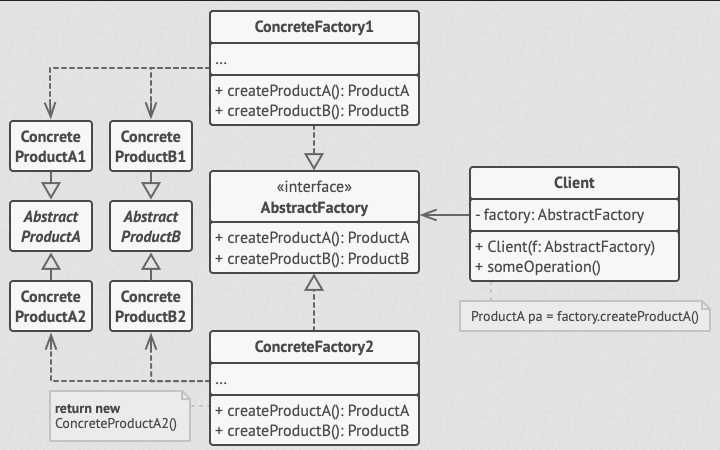 ConcreteFactory1
...
+ createProductA(): ProductA
+ createProductB(): ProductB
Concrete
ProductA1
Concrete
ProductB1
Abstract
ProductA
Abstract
ProductB
Concrete
ProductA2
Concrete
ProductB2
«interface»
AbstractFactory
+ createProductA(): ProductA
+ createProductB(): ProductB
Client
- factory: AbstractFactory
+ Client(f: AbstractFactory)
+ someOperation()
ProductA pa = factory.createProductA()
ConcreteFactory2
...
+ createProductA(): ProductA
+ createProductB(): ProductB
return new
ConcreteProductA2()